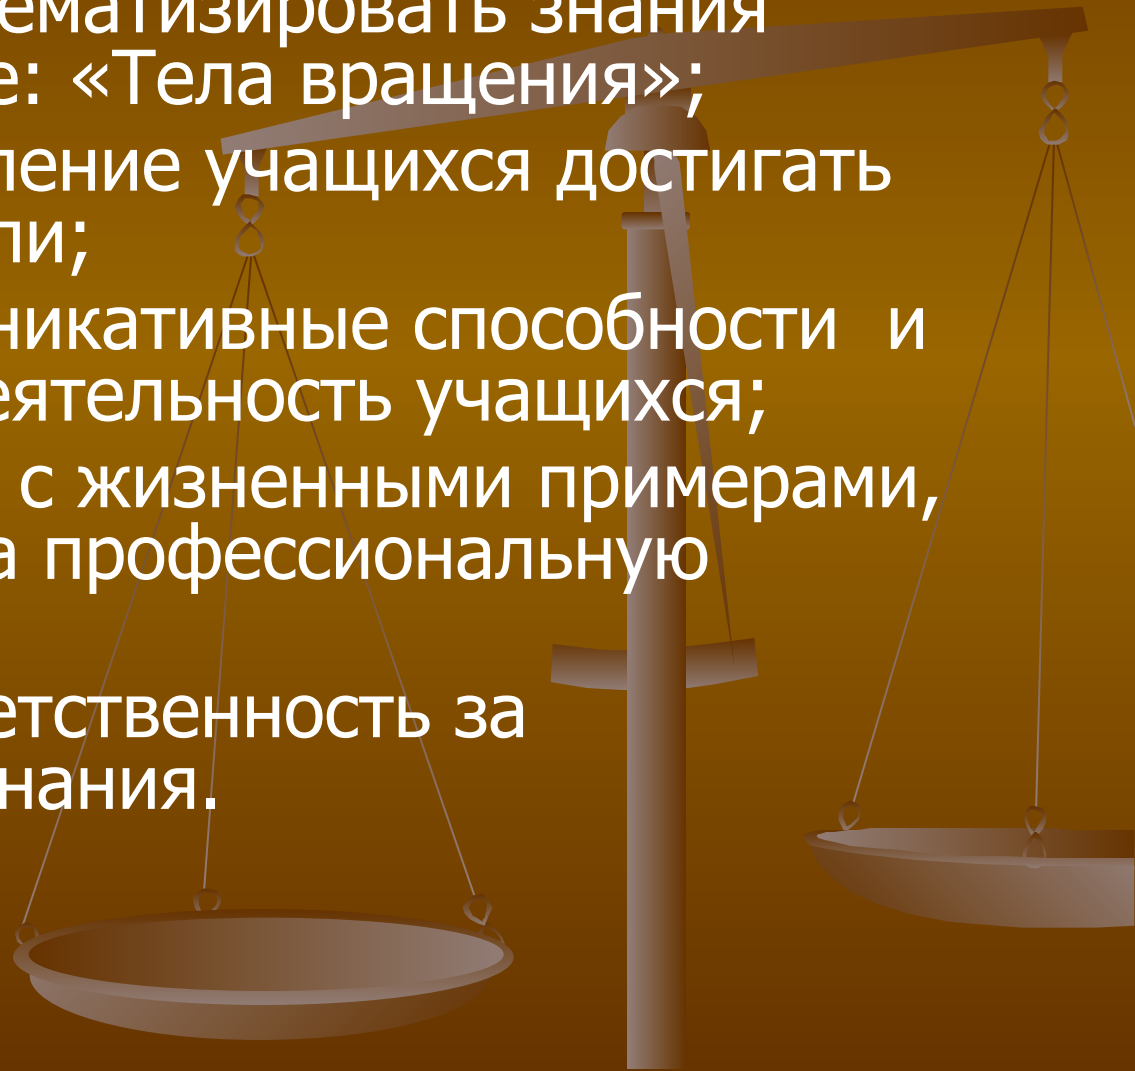 ематизировать знания
е: «Тела вращения»;
ление учащихся достигать
ли;
никативные способности и
еятельность учащихся;
с жизненными примерами,
а профессиональную
етственность за
нания.